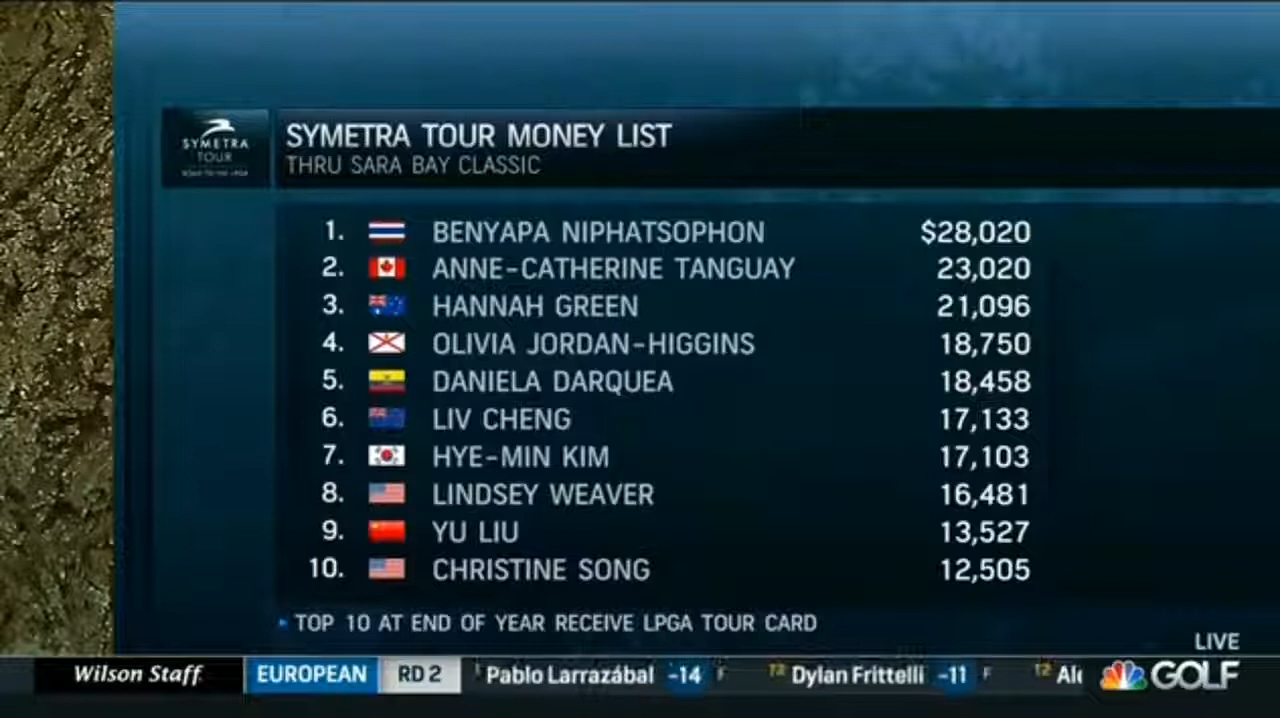 SYMETRA
TOUR
SYMETRA TOUR MONEY LIST
THRU SARA BAY CLASSIC
1. BENYAPA NIPHATSOPHON $28,020
2. ANNE-CATHERINE TANGUAY 23,020
3. HANNAH GREEN 21,096
4. OLIVIA JORDAN-HIGGINS 18,750
5. DANIELA DARQUEA 18,458
6. LIV CHENG 17,133
7. HYE-MIN KIM 17,103
8. LINDSEY WEAVER 16,481
9. YU LIU 13,527
10. CHRISTINE SONG 12,505
TOP 10 AT END OF YEAR RECEIVE LPGA TOUR CARD
LIVE
Wilson Staff EUROPEAN RD 2 1 Pablo Larrazábal -14 F T2 Dylan Frittelli -11 F T2 GOLF